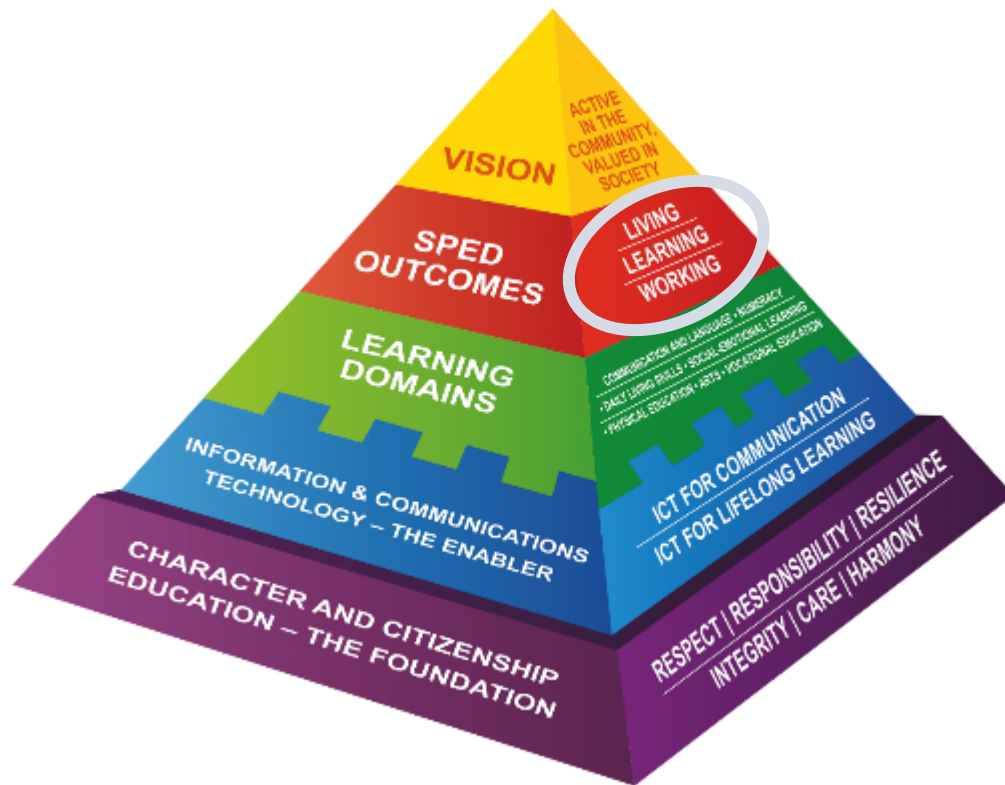 VISION
ACTIVE
IN THE
COMMUNITY,
VALUED IN
SOCIETY
SPED
OUTCOMES
LIVING
LEARNING
WORKING
LEARNING
DOMAINS
COMMUNICATION AND LANGUAGE • NUMERACY
• DAILY LIVING SKILLS • SOCIAL-EMOTIONAL LEARNING
• PHYSICAL EDUCATION • ARTS • VOCATIONAL EDUCATION
INFORMATION & COMMUNICATIONS
TECHNOLOGY – THE ENABLER
ICT FOR COMMUNICATION
ICT FOR LIFELONG LEARNING
CHARACTER AND CITIZENSHIP
EDUCATION – THE FOUNDATION
RESPECT | RESPONSIBILITY | RESILIENCE
INTEGRITY | CARE | HARMONY